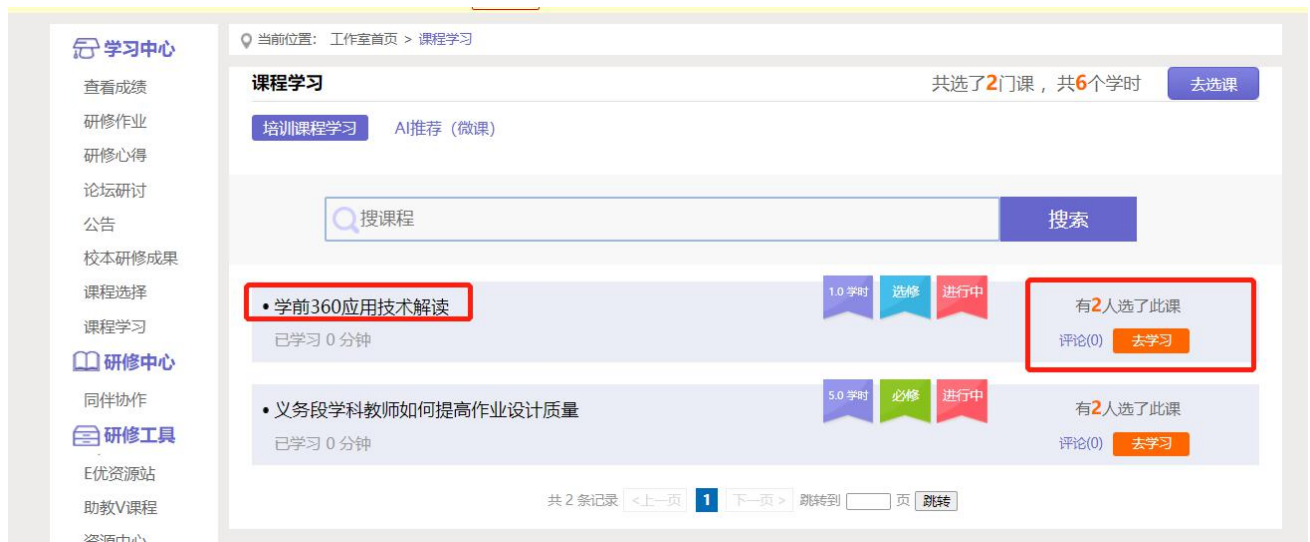 学习中心
查看成绩
研修作业
研修心得
论坛研讨
公告
校本研修成果
课程选择
课程学习
研修中心
同伴协作
研修工具
E优资源站
助教V课程
资源中心
当前位置： 工作室首页 > 课程学习
课程学习
共选了2门课 ，共6个学时
去选课
培训课程学习 AI推荐（微课）
搜课程
搜索
• 学前360应用技术解读
1.0 学时 选修 进行中
有2人选了此课
已学习 0 分钟
评论(0) 去学习
• 义务段学科教师如何提高作业设计质量
5.0 学时 必修 进行中
有2人选了此课
已学习 0 分钟
评论(0) 去学习
共 2 条记录 <上一页 1 下一页 > 跳转到 页 跳转